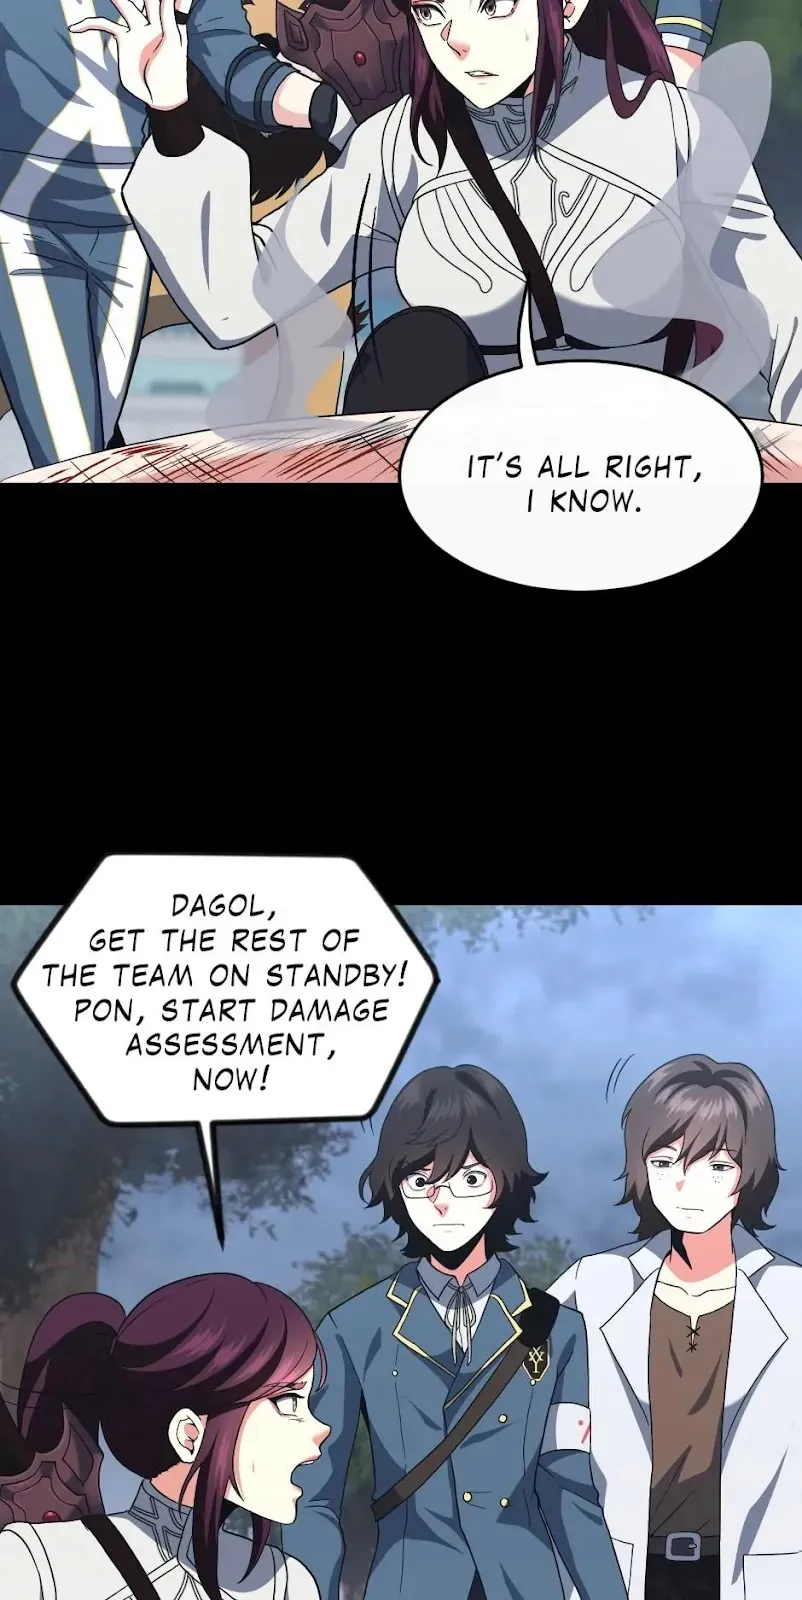 IT'S ALL RIGHT,
I KNOW.
DAGOL,
GET THE REST OF
THE TEAM ON STANDBY!
PON, START DAMAGE
ASSESSMENT,
NOW!